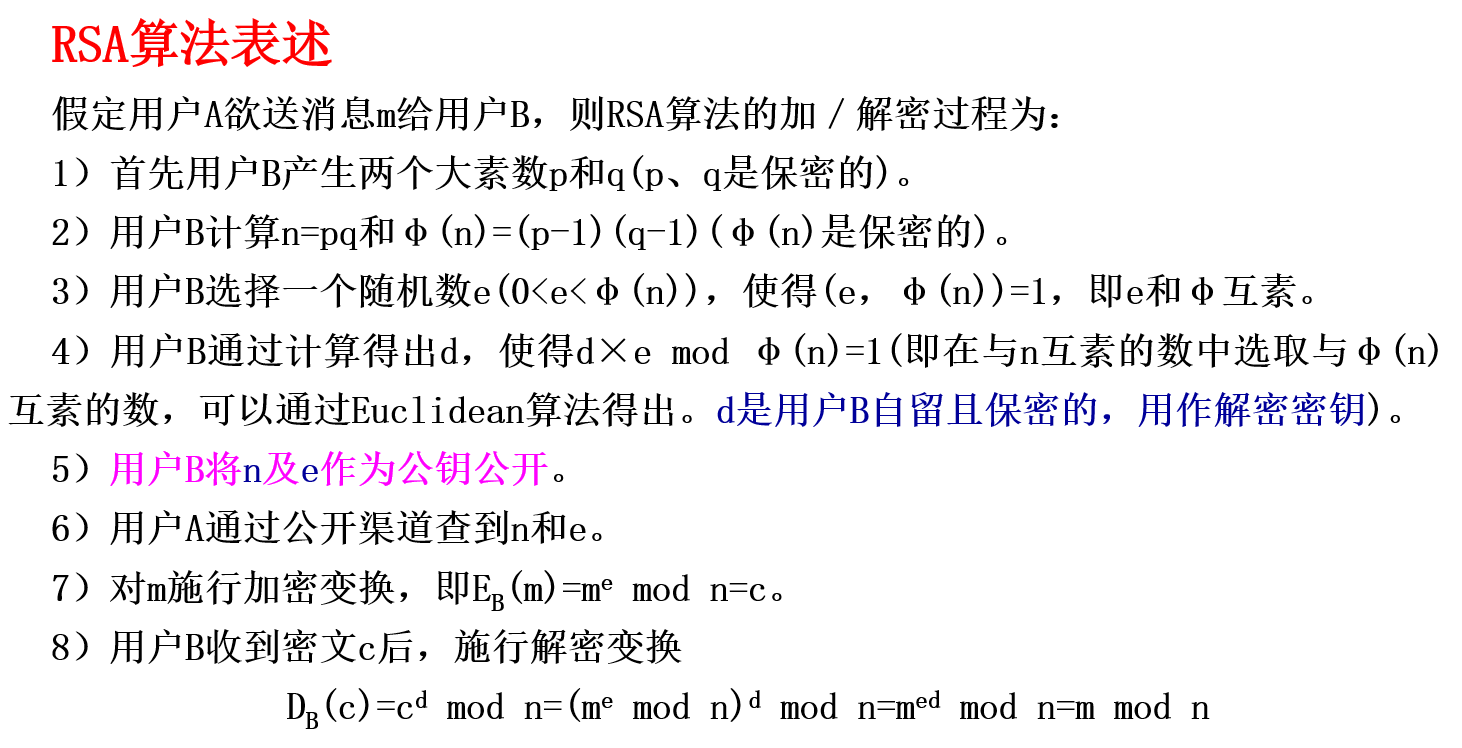 RSA算法表述
假定用户A欲送消息m给用户B，则RSA算法的加／解密过程为：
1）首先用户B产生两个大素数p和q(p、q是保密的)。
2）用户B计算n=pq和φ(n)=(p-1)(q-1)(φ(n)是保密的)。
3）用户B选择一个随机数e(0<e<φ(n))，使得(e，φ(n))=1，即e和φ互素。
4）用户B通过计算得出d，使得d×e mod φ(n)=1(即在与n互素的数中选取与φ(n)
互素的数，可以通过Euclidean算法得出。d是用户B自留且保密的，用作解密密钥)。
5）用户B将n及e作为公钥公开。
6）用户A通过公开渠道查到n和e。
7）对m施行加密变换，即E_B(m)=m^e mod n=c。
8）用户B收到密文c后，施行解密变换
D_B(c)=c^d mod n=(m^e mod n)^d mod n=m^ed mod n=m mod n